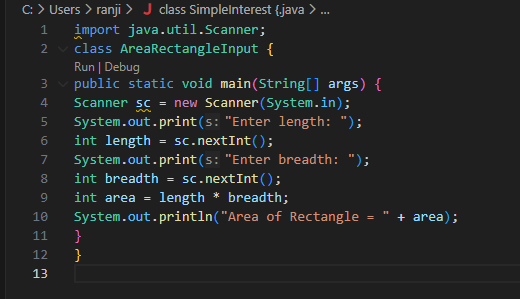 C: > Users > ranji > J class SimpleInterest {.java > ...
1 import java.util.Scanner;
2 class AreaRectangleInput {
Run | Debug
3 public static void main(String[] args) {
4 Scanner sc = new Scanner(System.in);
5 System.out.print(s: "Enter length: ");
6 int length = sc.nextInt();
7 System.out.print(s: "Enter breadth: ");
8 int breadth = sc.nextInt();
9 int area = length * breadth;
10 System.out.println("Area of Rectangle = " + area);
11 }
12 }
13